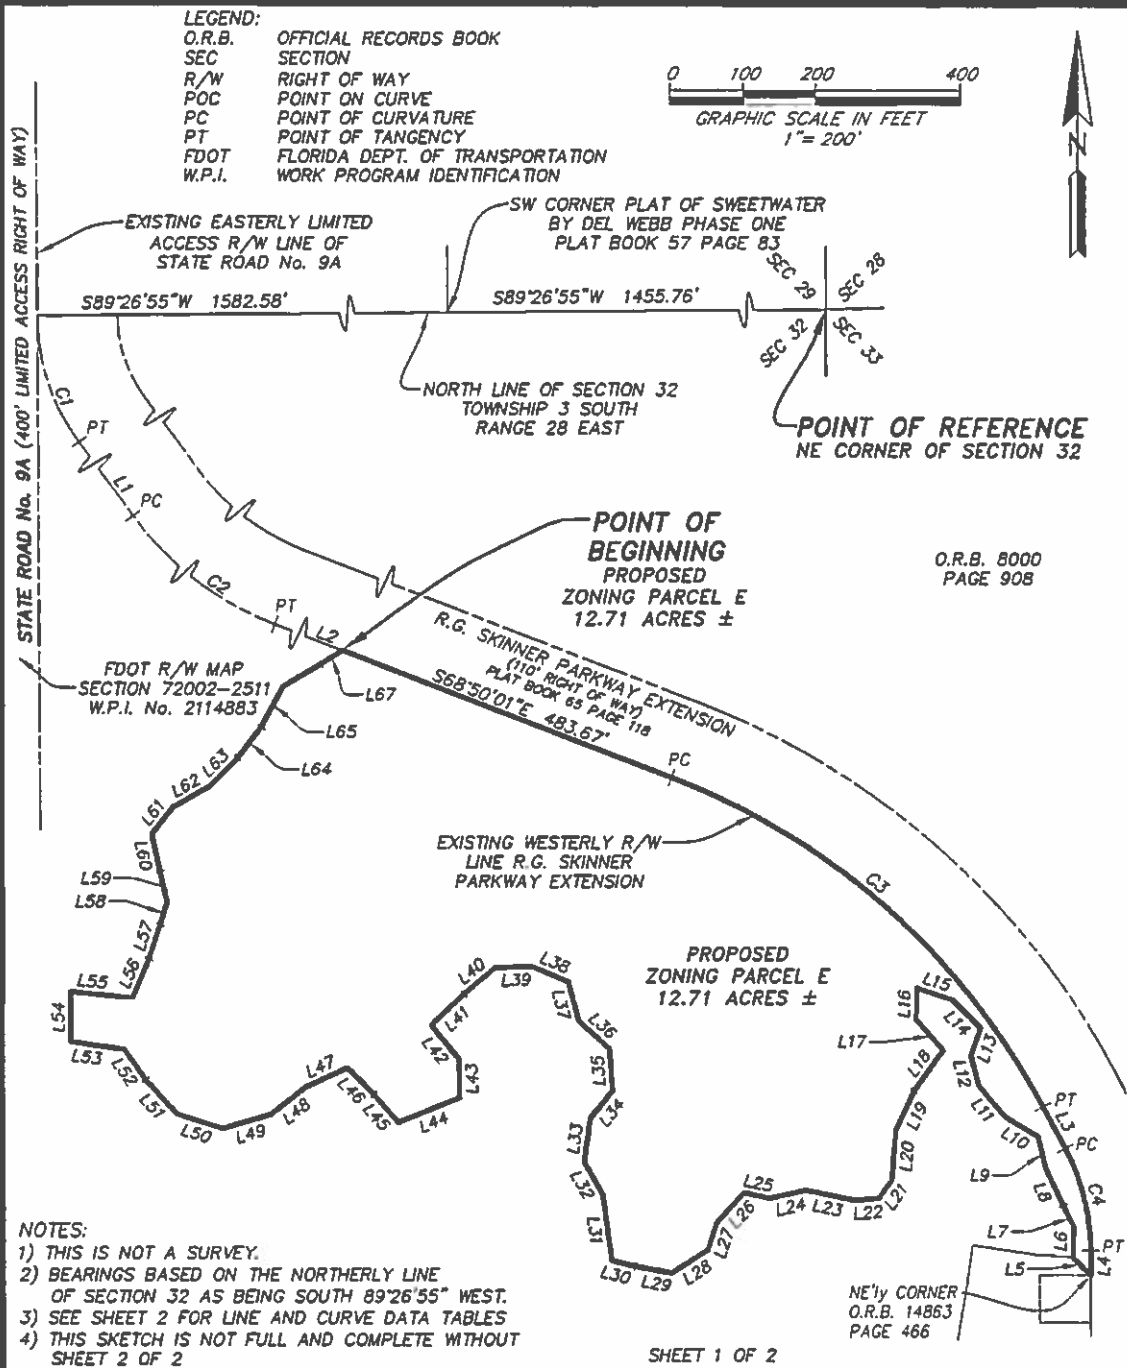 LEGEND:
O.R.B. OFFICIAL RECORDS BOOK
SEC SECTION
R/W RIGHT OF WAY
POC POINT ON CURVE
PC POINT OF CURVATURE
PT POINT OF TANGENCY
FDOT FLORIDA DEPT. OF TRANSPORTATION
W.P.I. WORK PROGRAM IDENTIFICATION
0 100 200 400
GRAPHIC SCALE IN FEET
1"= 200'
N
STATE ROAD No. 9A (400' LIMITED ACCESS RIGHT OF WAY)
EXISTING EASTERLY LIMITED
ACCESS R/W LINE OF
STATE ROAD No. 9A
SW CORNER PLAT OF SWEETWATER
BY DEL WEBB PHASE ONE
PLAT BOOK 57 PAGE 83
S89°26'55"W 1582.58'
S89°26'55"W 1455.76'
SEC 29
SEC 28
SEC 32
SEC 33
NORTH LINE OF SECTION 32
TOWNSHIP 3 SOUTH
RANGE 28 EAST
POINT OF REFERENCE
NE CORNER OF SECTION 32
C1
PT
L1
PC
C2
PT
L2
POINT OF
BEGINNING
PROPOSED
ZONING PARCEL E
12.71 ACRES ±
O.R.B. 8000
PAGE 908
R.G. SKINNER PARKWAY EXTENSION
(110' RIGHT OF WAY)
PLAT BOOK 65 PAGE 118
S68°50'01"E 483.67'
FDOT R/W MAP
SECTION 72002-2511
W.P.I. No. 2114883
L67
L65
L64
L63
L62
L61
L60
L59
L58
L57
L56
L55
L54
L53
L52
L51
L50
L49
L48
L47
L46
L45
L44
L43
L42
L41
L40
L39
L38
L37
L36
L35
L34
L33
L32
L31
L30
L29
L28
L27
L26
L25
L24
L23
L22
L21
L20
L19
L18
L17
L16
L15
L14
L13
L12
L11
L10
L9
L8
L7
L6
L5
PC
EXISTING WESTERLY R/W
LINE R.G. SKINNER
PARKWAY EXTENSION
C3
PROPOSED
ZONING PARCEL E
12.71 ACRES ±
PT
L3
PC
C4
PT
L4
NE'ly CORNER
O.R.B. 14863
PAGE 466
NOTES:
1) THIS IS NOT A SURVEY.
2) BEARINGS BASED ON THE NORTHERLY LINE
OF SECTION 32 AS BEING SOUTH 89°26'55" WEST.
3) SEE SHEET 2 FOR LINE AND CURVE DATA TABLES
4) THIS SKETCH IS NOT FULL AND COMPLETE WITHOUT
SHEET 2 OF 2
SHEET 1 OF 2